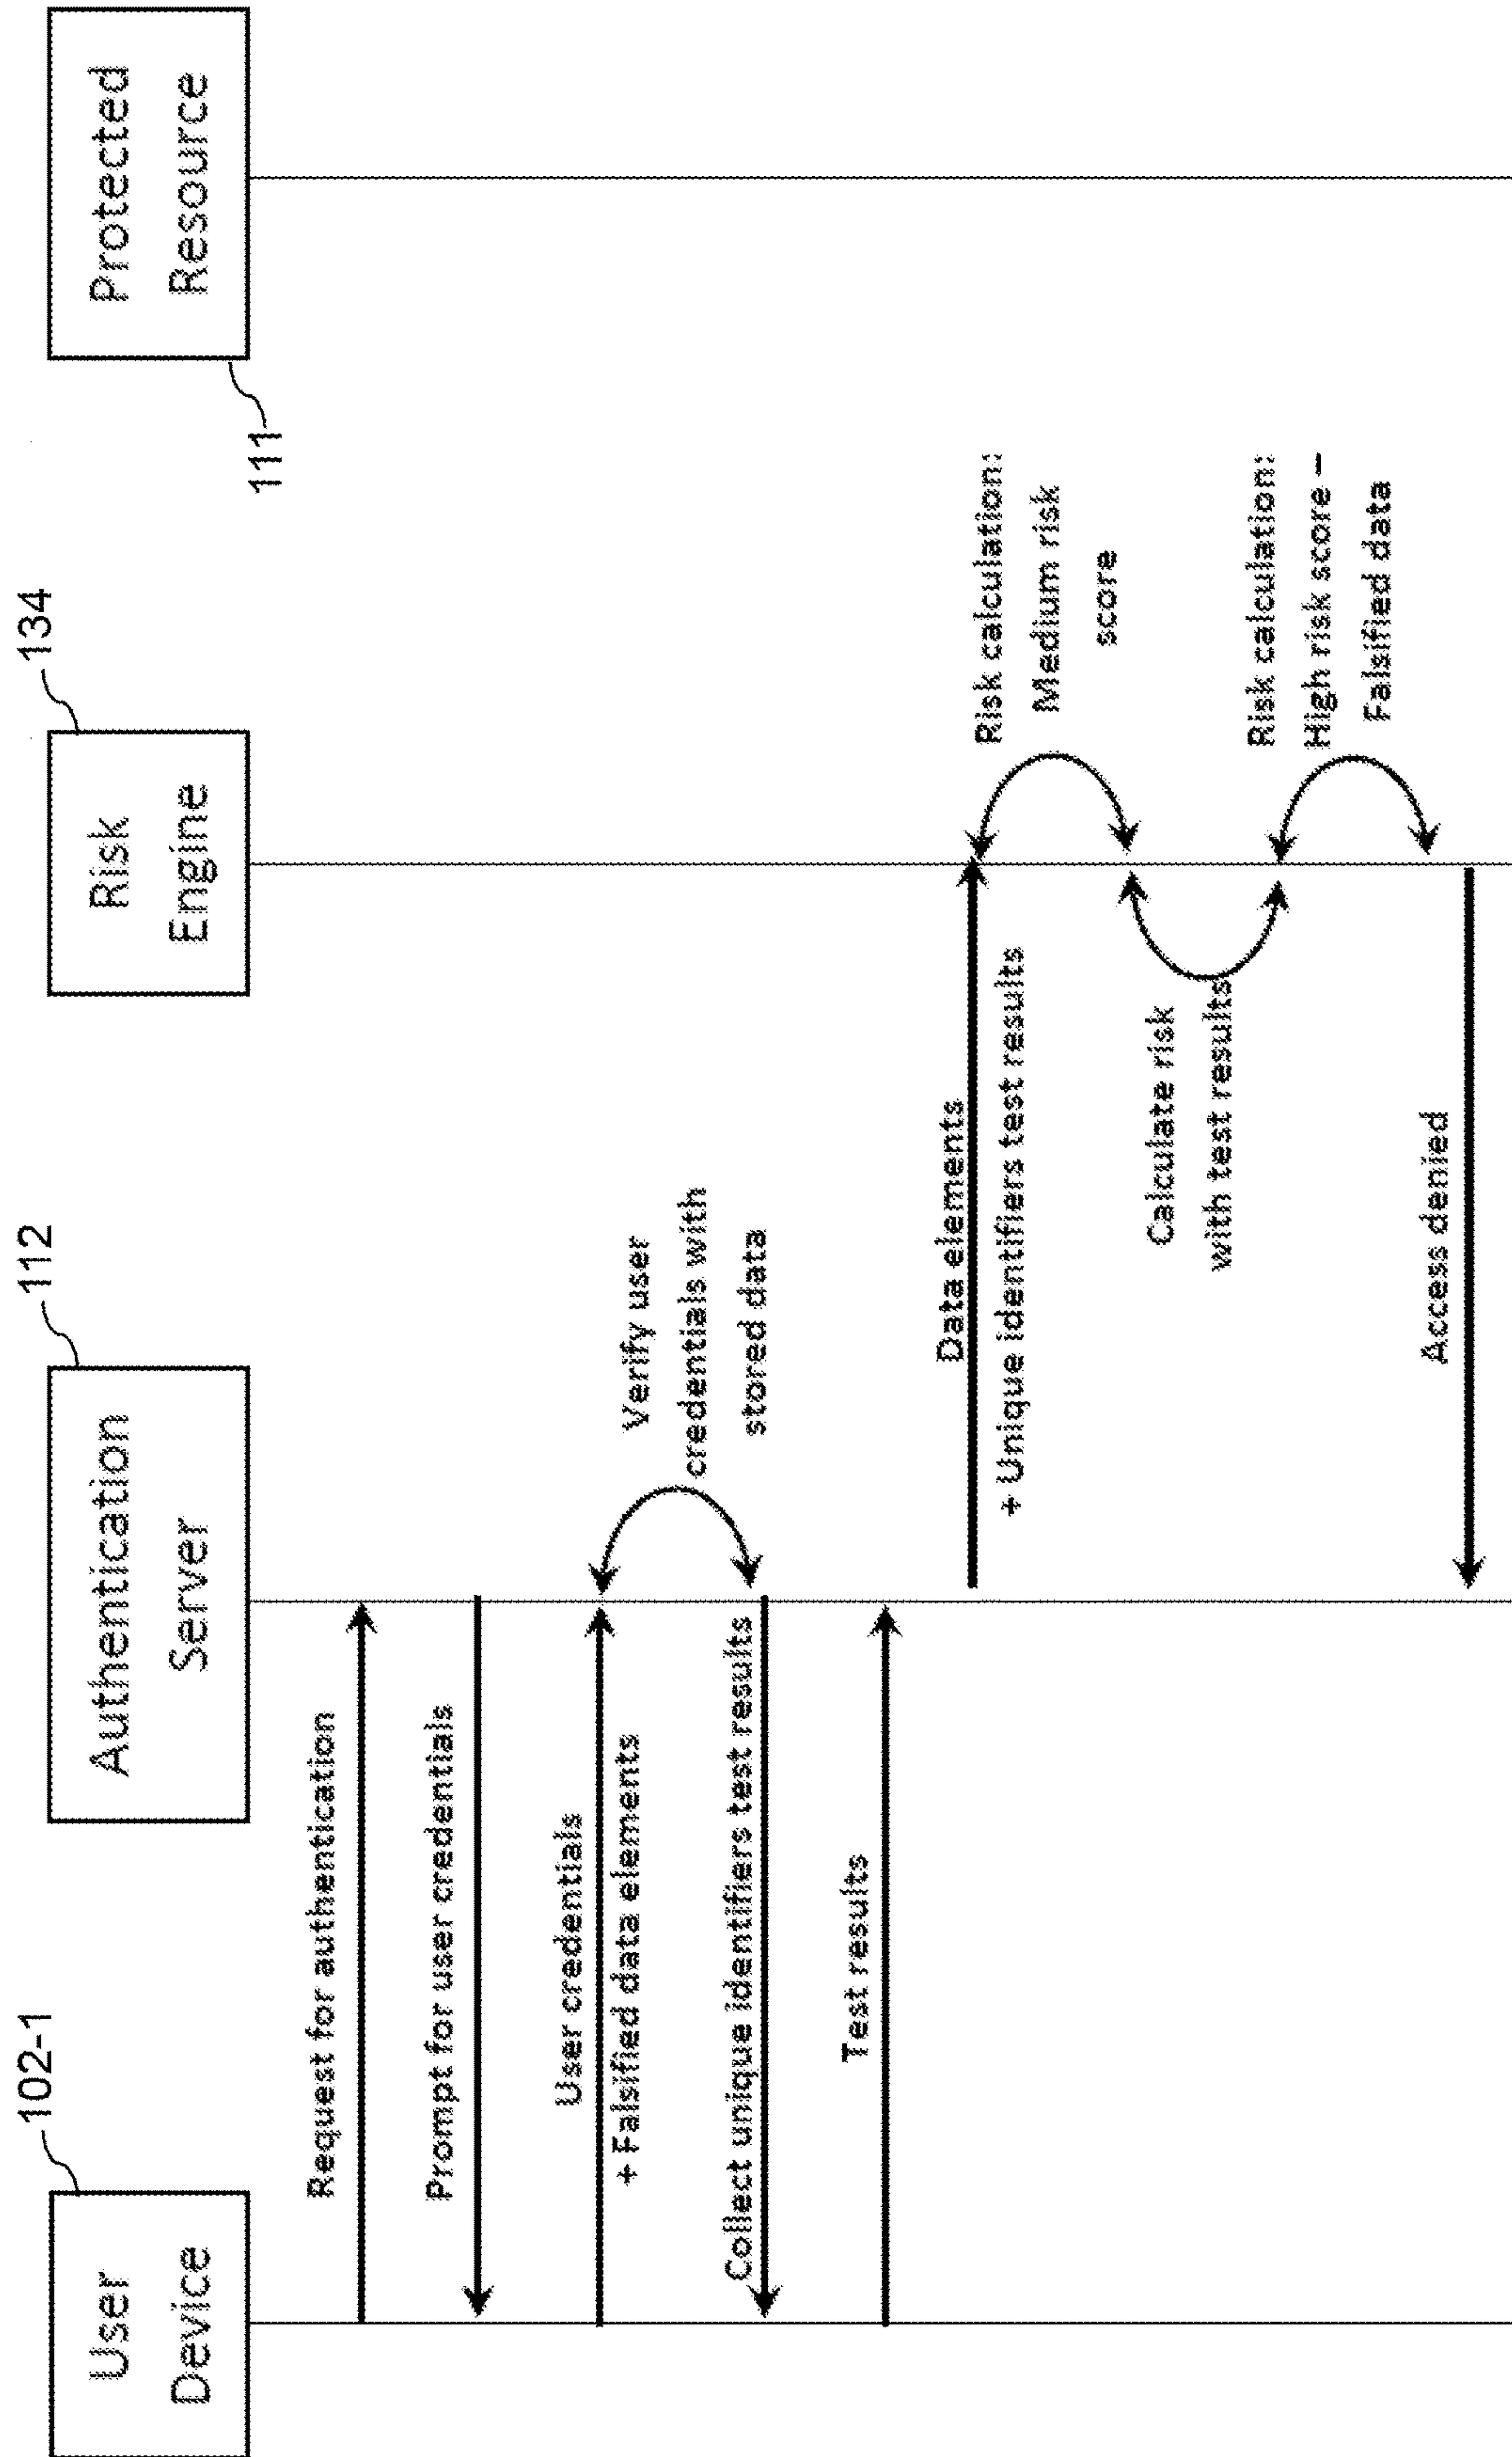 102-1
112
134
User
Device
Authentication
Server
Risk
Engine
Protected
Resource
111
Request for authentication
Prompt for user credentials
User credentials
+ Falsified data elements
Verify user
credentials with
stored data
Collect unique identifiers test results
Test results
Data elements
+ Unique identifiers test results
Risk calculation:
Medium risk
score
Calculate risk
with test results
Risk calculation:
High risk score –
Falsified data
Access denied